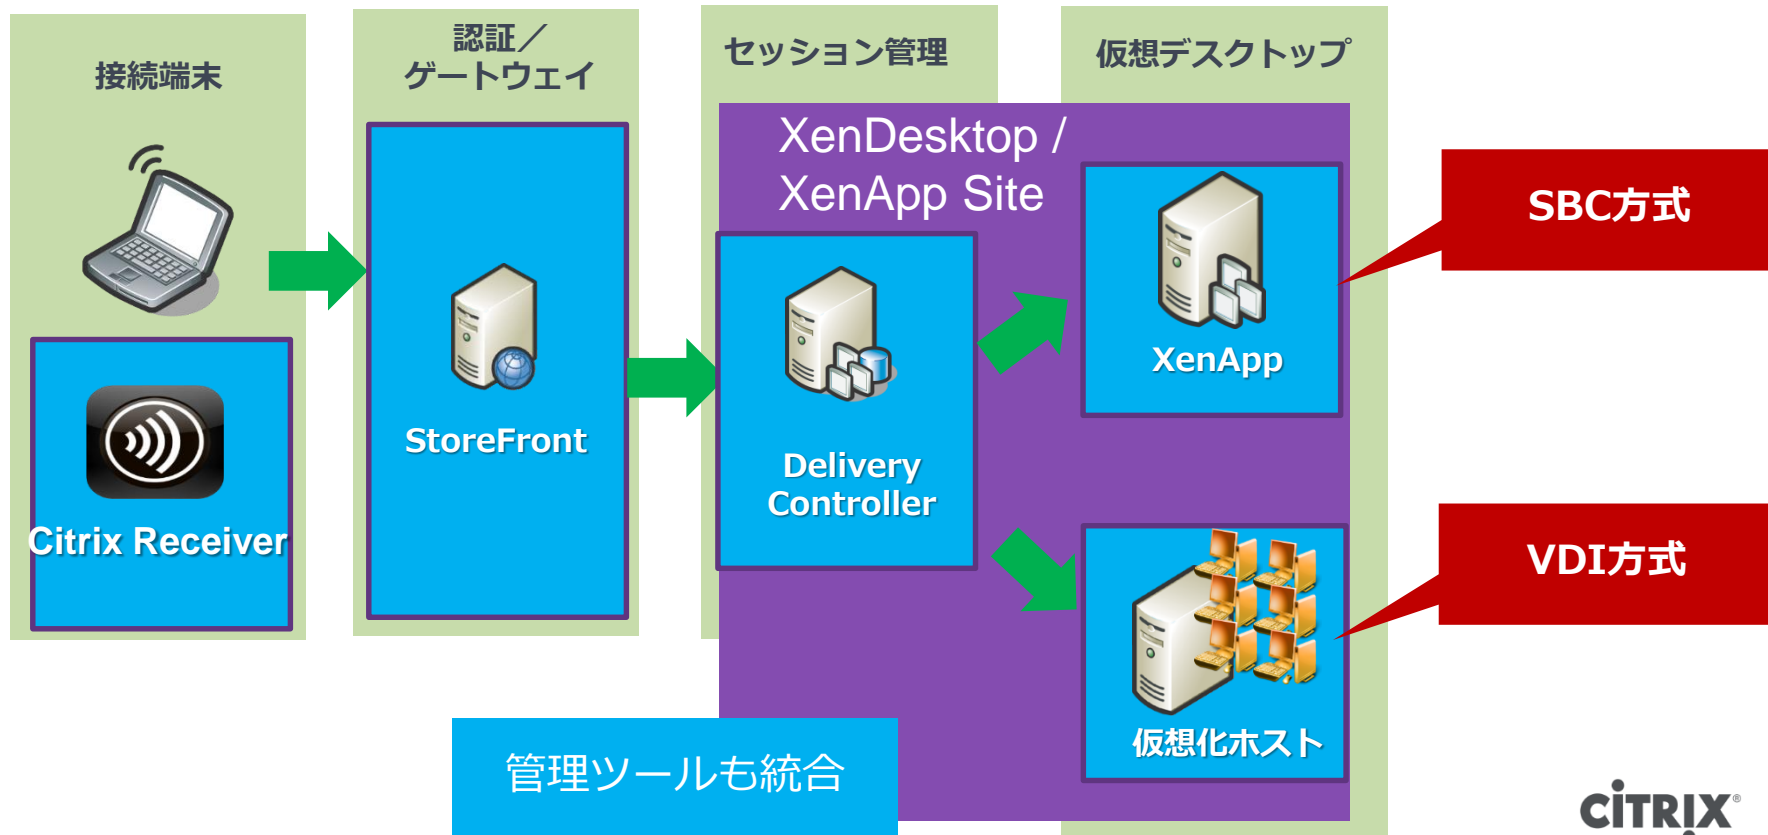 接続端末
認証／
ゲートウェイ
セッション管理
仮想デスクトップ
XenDesktop /
XenApp Site
SBC方式
XenApp
StoreFront
Delivery
Controller
Citrix Receiver
VDI方式
仮想化ホスト
管理ツールも統合
CİTRIX®